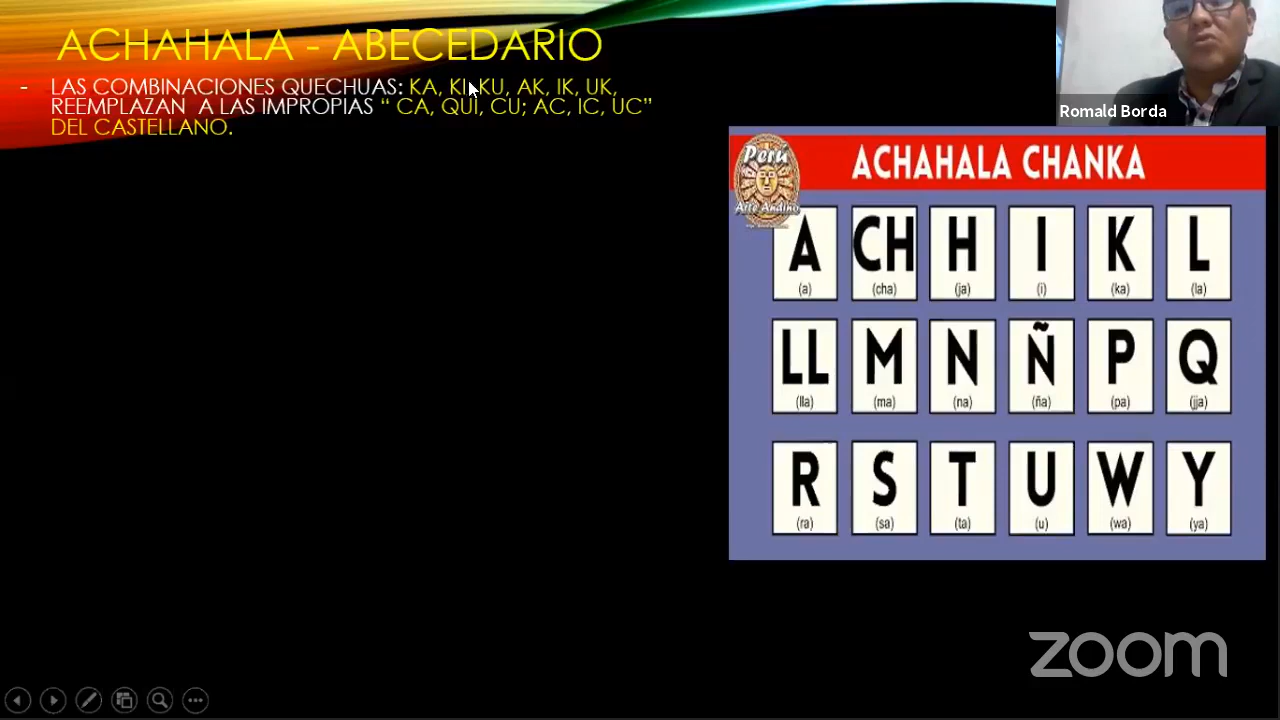 ACHAHALA - ABECEDARIO
- LAS COMBINACIONES QUECHUAS: KA, KI, KU, AK, IK, UK,
REEMPLAZAN A LAS IMPROPIAS “ CA, QUI, CU; AC, IC, UC”
DEL CASTELLANO.
Romald Borda
Perú
Arte Andino
ACHAHALA CHANKA
A CH H I K L
(a) (cha) (ja) (i) (ka) (la)
LL M N Ñ P Q
(lla) (ma) (na) (ña) (pa) (jja)
R S T U W Y
(ra) (sa) (ta) (u) (wa) (ya)
zoom